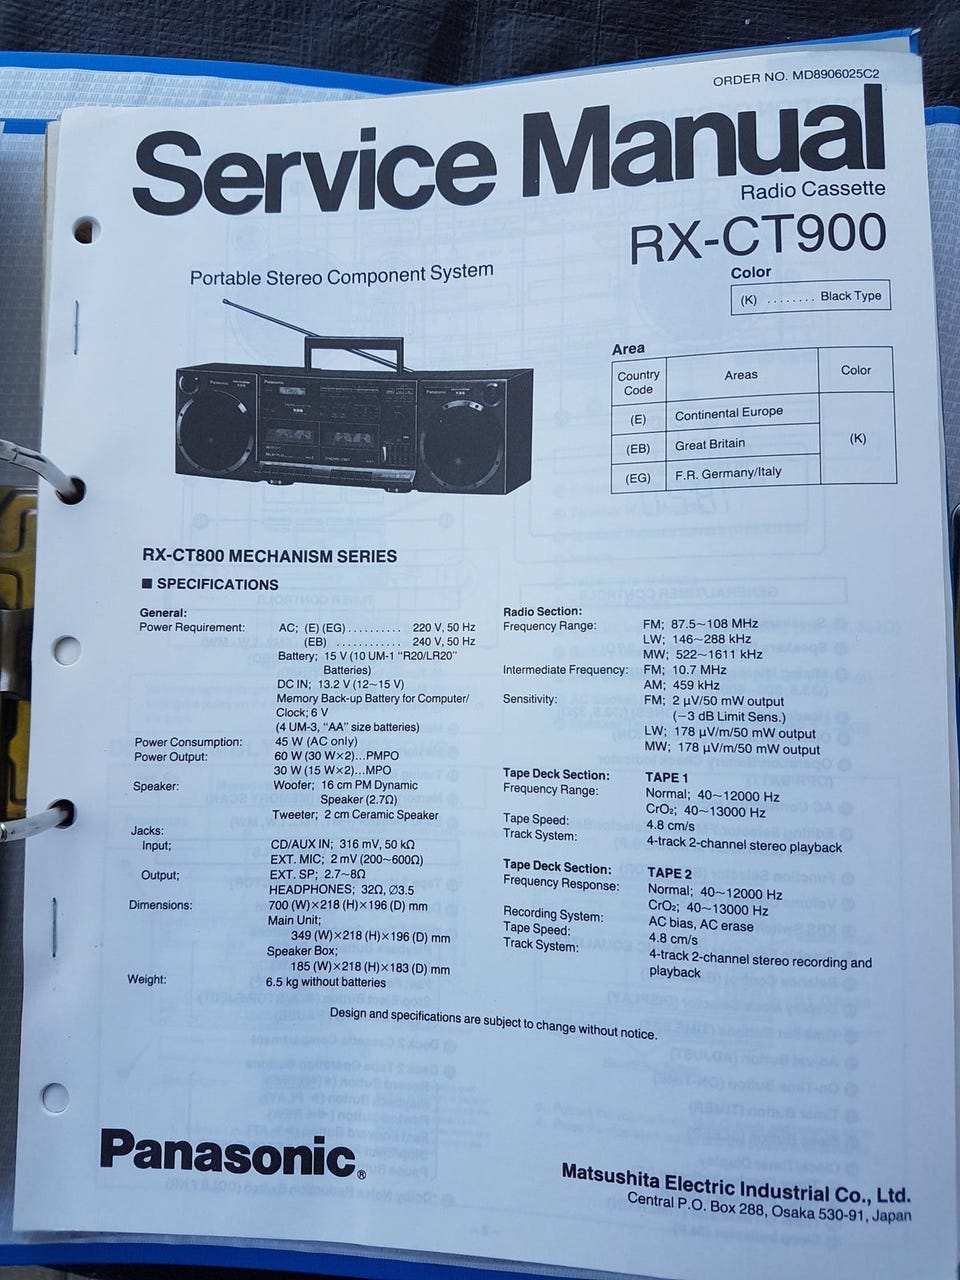 ORDER NO. MD8906025C2
Service Manual
Radio Cassette
RX-CT900
Portable Stereo Component System
Color
(K) ........ Black Type
Area
Country Code Areas Color
(E) Continental Europe
(EB) Great Britain (K)
(EG) F.R. Germany/Italy
Panasonic
RX-CT800 MECHANISM SERIES
■ SPECIFICATIONS
General:
Power Requirement: AC; (E) (EG) .......... 220 V, 50 Hz
(EB) ............ 240 V, 50 Hz
Battery; 15 V (10 UM-1 "R20/LR20"
Batteries)
DC IN; 13.2 V (12~15 V)
Memory Back-up Battery for Computer/
Clock; 6 V
(4 UM-3, "AA" size batteries)
Power Consumption: 45 W (AC only)
Power Output: 60 W (30 W×2)...PMPO
30 W (15 W×2)...MPO
Speaker: Woofer; 16 cm PM Dynamic
Speaker (2.7Ω)
Tweeter; 2 cm Ceramic Speaker
Jacks:
Input; CD/AUX IN; 316 mV, 50 kΩ
EXT. MIC; 2 mV (200~600Ω)
Output; EXT. SP; 2.7~8Ω
HEADPHONES; 32Ω, ∅3.5
Dimensions: 700 (W)×218 (H)×196 (D) mm
Main Unit;
349 (W)×218 (H)×196 (D) mm
Speaker Box;
185 (W)×218 (H)×183 (D) mm
Weight: 6.5 kg without batteries
Radio Section:
Frequency Range: FM; 87.5~108 MHz
LW; 146~288 kHz
MW; 522~1611 kHz
Intermediate Frequency: FM; 10.7 MHz
AM; 459 kHz
Sensitivity: FM; 2 µV/50 mW output
(−3 dB Limit Sens.)
LW; 178 µV/m/50 mW output
MW; 178 µV/m/50 mW output
Tape Deck Section: TAPE 1
Frequency Range: Normal; 40~12000 Hz
CrO₂; 40~13000 Hz
Tape Speed: 4.8 cm/s
Track System: 4-track 2-channel stereo playback
Tape Deck Section: TAPE 2
Frequency Response: Normal; 40~12000 Hz
CrO₂; 40~13000 Hz
Recording System: AC bias, AC erase
Tape Speed: 4.8 cm/s
Track System: 4-track 2-channel stereo recording and
playback
Design and specifications are subject to change without notice.
Panasonic®
Matsushita Electric Industrial Co., Ltd.
Central P.O. Box 288, Osaka 530-91, Japan